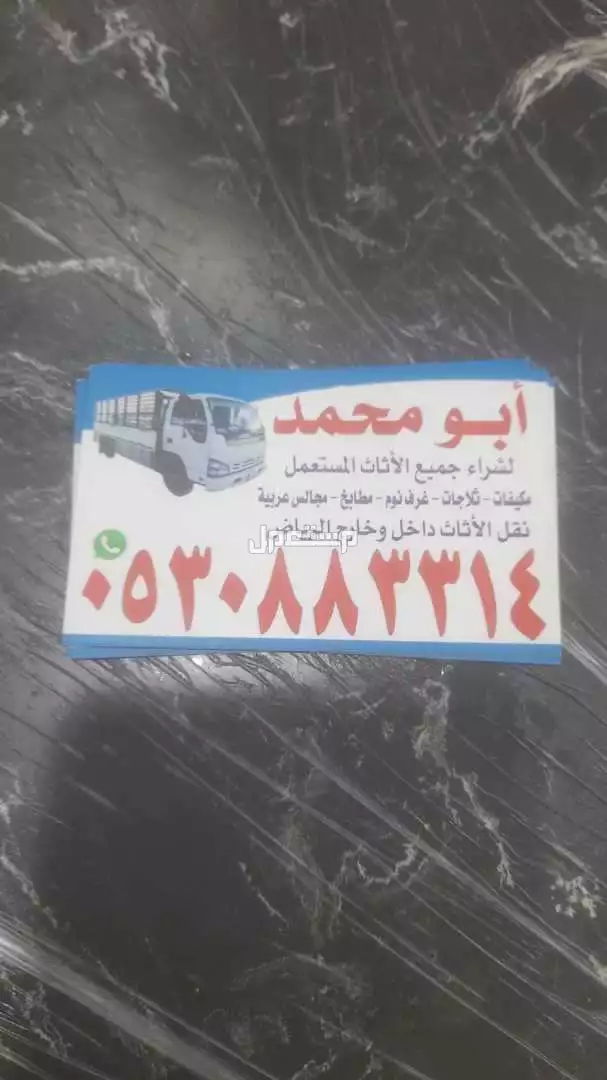 أبو محمد
لشراء جميع الأثاث المستعمل
مكيفات - ثلاجات - غرف نوم - مطابخ - مجالس عربية
نقل الأثاث داخل وخارج الرياض
٠٥٣٠٨٨٣٣١٤